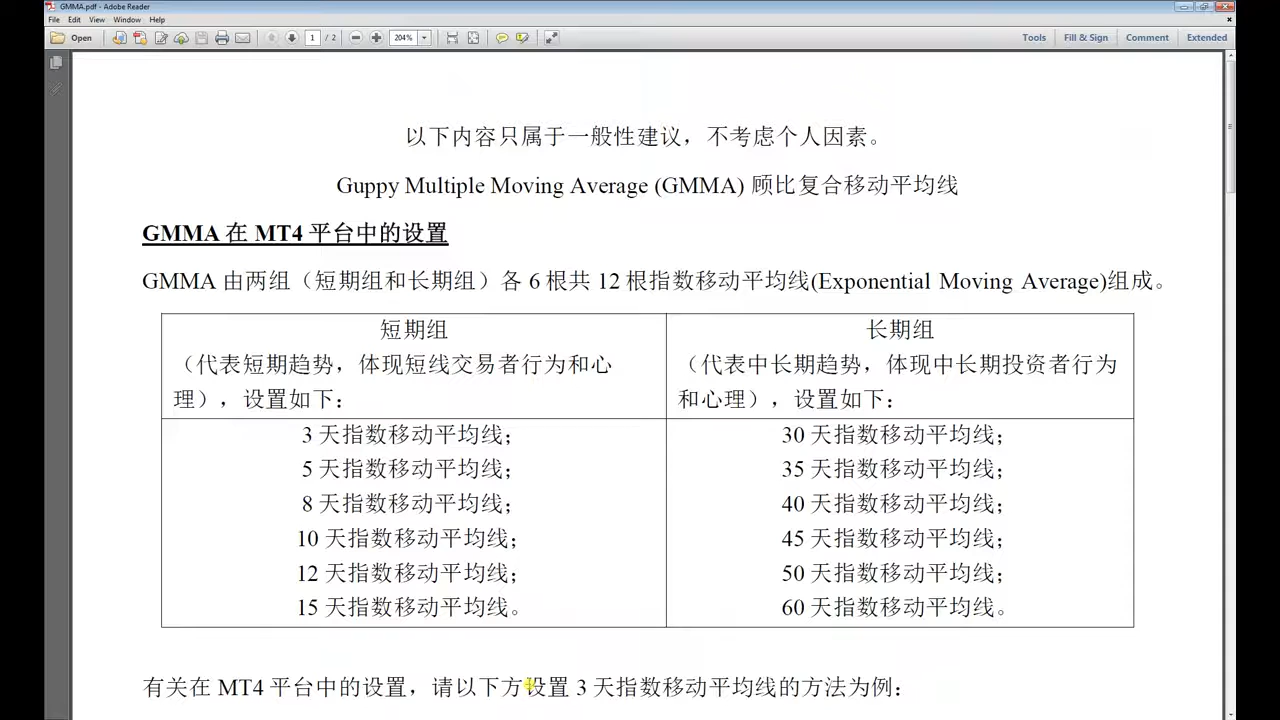 GMMA.pdf - Adobe Reader
File Edit View Window Help
Open 1 / 2 204% Tools Fill & Sign Comment Extended
以下内容只属于一般性建议，不考虑个人因素。
Guppy Multiple Moving Average (GMMA) 顾比复合移动平均线
GMMA 在 MT4 平台中的设置
GMMA 由两组（短期组和长期组）各 6 根共 12 根指数移动平均线(Exponential Moving Average)组成。
短期组
（代表短期趋势，体现短线交易者行为和心
理），设置如下：
长期组
（代表中长期趋势，体现中长期投资者行为
和心理），设置如下：
3 天指数移动平均线；
5 天指数移动平均线；
8 天指数移动平均线；
10 天指数移动平均线；
12 天指数移动平均线；
15 天指数移动平均线。
30 天指数移动平均线；
35 天指数移动平均线；
40 天指数移动平均线；
45 天指数移动平均线；
50 天指数移动平均线；
60 天指数移动平均线。
有关在 MT4 平台中的设置，请以下方设置 3 天指数移动平均线的方法为例：